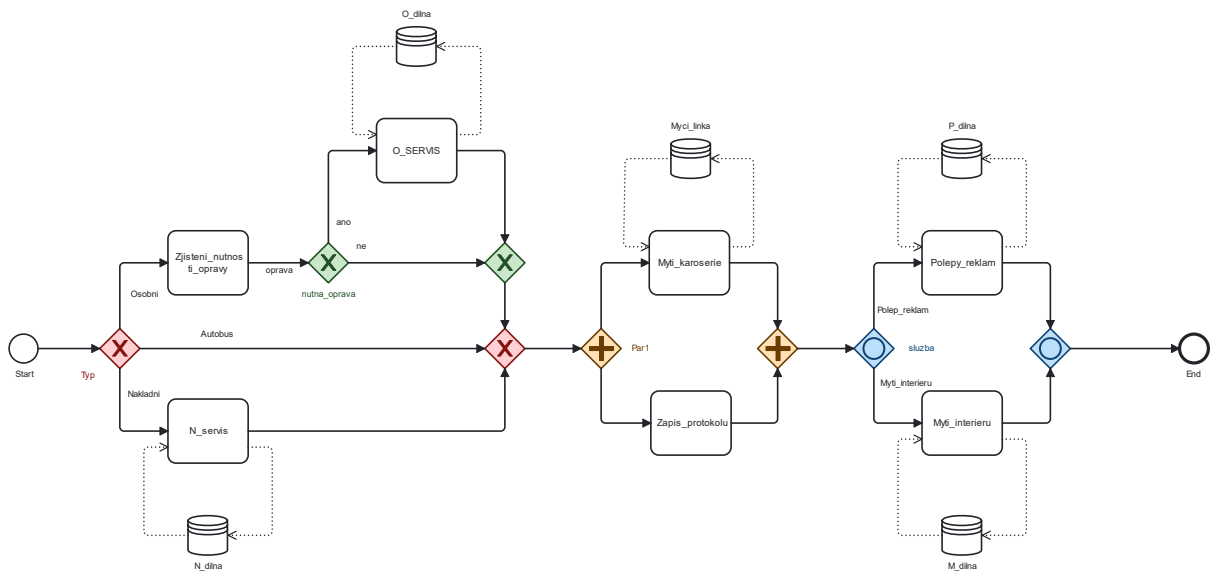 O_dilna
O_SERVIS
Myci_linka
P_dilna
ano
ne
Zjisteni_nutnos
ti_opravy
oprava
nutna_oprava
Myti_karoserie
Polepy_reklam
Osobni
Polep_reklam
Autobus
Start
Typ
Par1
sluzba
End
Nakladni
Myti_interieru
N_servis
Zapis_protokolu
Myti_interieru
N_dilna
M_dilna